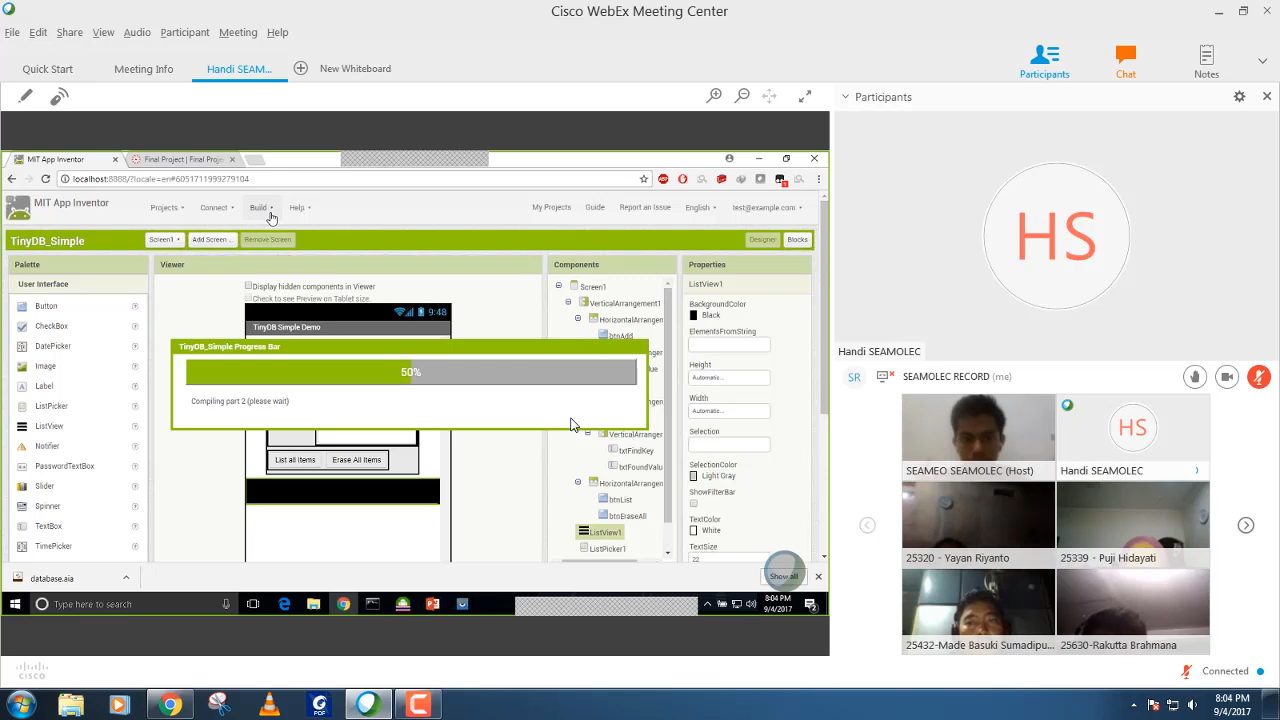 Cisco WebEx Meeting Center
File Edit Share View Audio Participant Meeting Help
Quick Start Meeting Info Handi SEAM... New Whiteboard
Participants Chat Notes
MIT App Inventor Final Project | Final Proje
localhost:8888/?locale=en#6051711999279104
MIT App Inventor Projects Connect Build Help My Projects Guide Report an Issue English test@example.com
TinyDB_Simple Screen1 Add Screen ... Remove Screen Designer Blocks
Palette Viewer Components Properties
User Interface
Button
CheckBox
DatePicker
Image
Label
ListPicker
ListView
Notifier
PasswordTextBox
Slider
Spinner
TextBox
TimePicker
Display hidden components in Viewer
Check to see Preview on Tablet size.
9:48
TinyDB Simple Demo
TinyDB_Simple Progress Bar
50%
Compiling part 2 (please wait)
List all Items Erase All Items
Screen1
VerticalArrangement1
HorizontalArrangen
btnAdd
VerticalArranger
txtFindKey
txtFoundValu
HorizontalArrangen
btnList
btnEraseAll
ListView1
ListPicker1
ListView1
BackgroundColor
Black
ElementsFromString
Height
Automatic...
Width
Automatic...
Selection
SelectionColor
Light Gray
ShowFilterBar
TextColor
White
TextSize
22
database.aia Show all
Type here to search
8:04 PM
9/4/2017
2
cisco
Participants
HS
Handi SEAMOLEC
SR SEAMOLEC RECORD (me)
HS
SEAMEO SEAMOLEC (Host) Handi SEAMOLEC
25320 - Yayan Riyanto 25339 - Puji Hidayati
25432-Made Basuki Sumadipu... 25630-Rakutta Brahmana
Connected
PDF
8:04 PM
9/4/2017